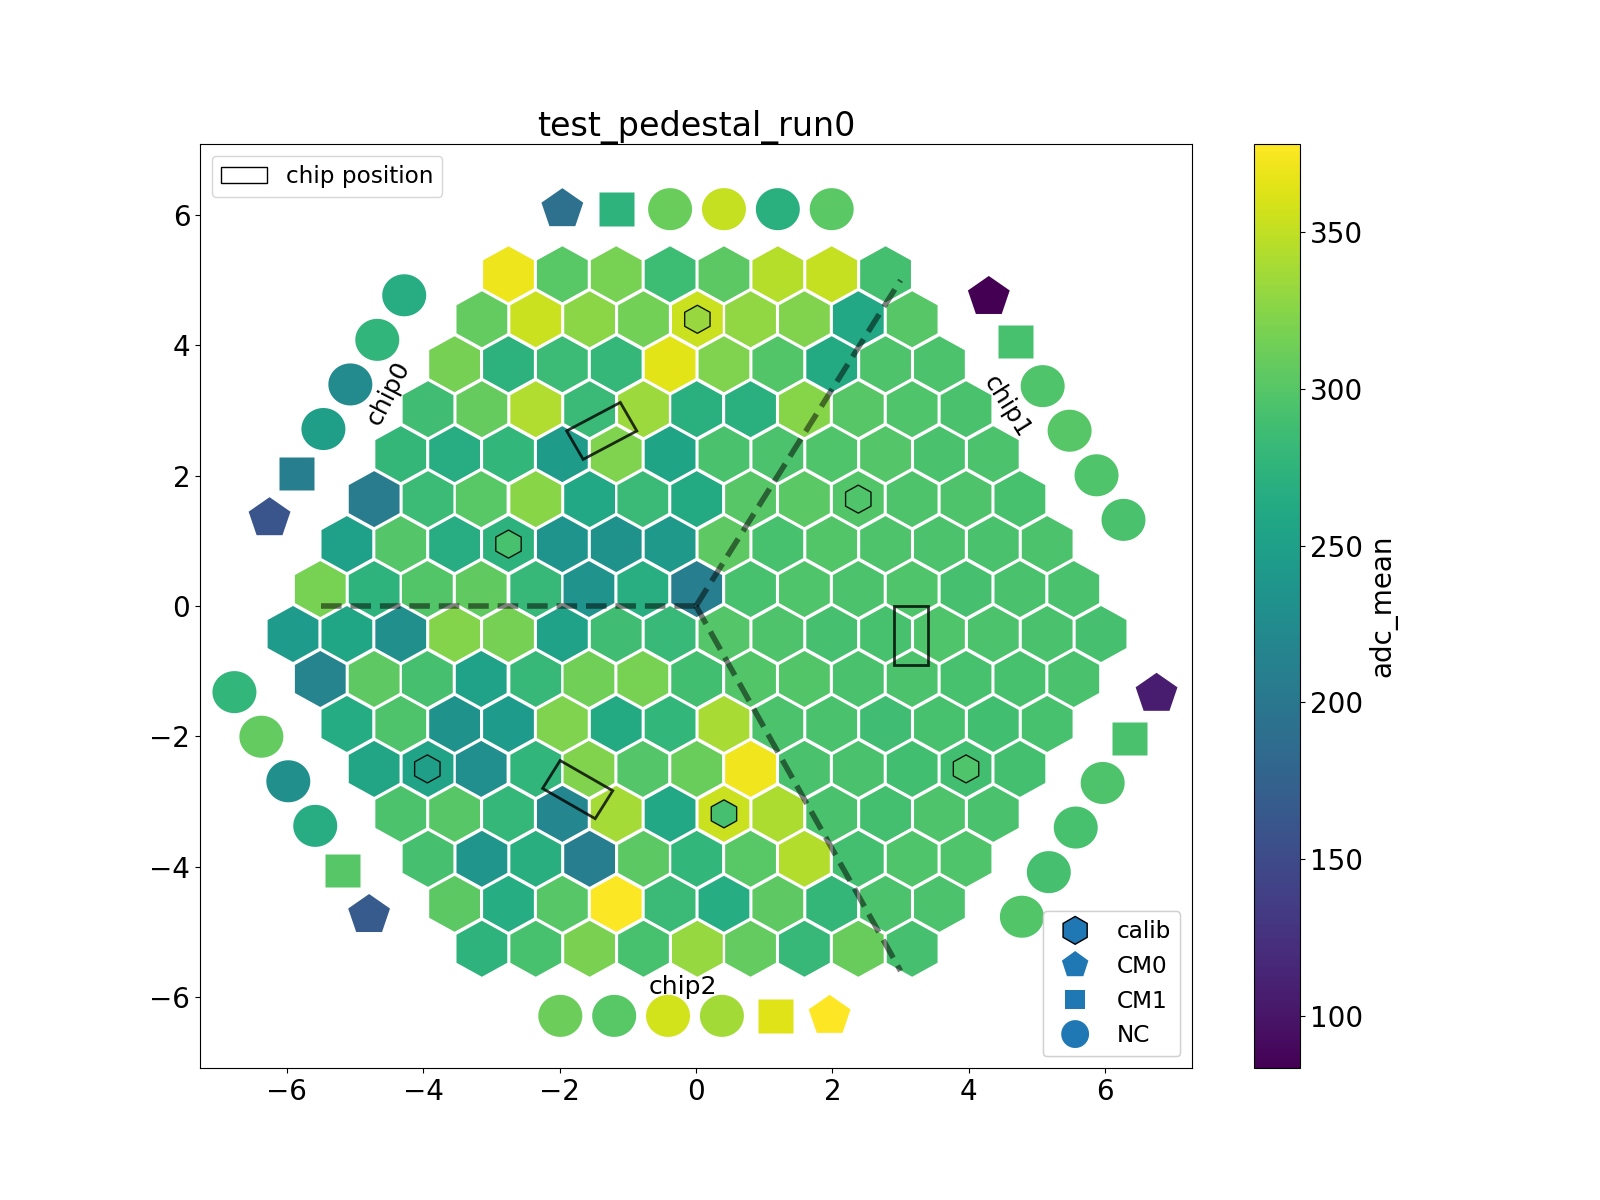 test_pedestal_run0
chip position
chip0
chip1
chip2
6
4
2
0
−2
−4
−6
−6
−4
−2
0
2
4
6
calib
CM0
CM1
NC
350
300
250
200
150
100
adc_mean